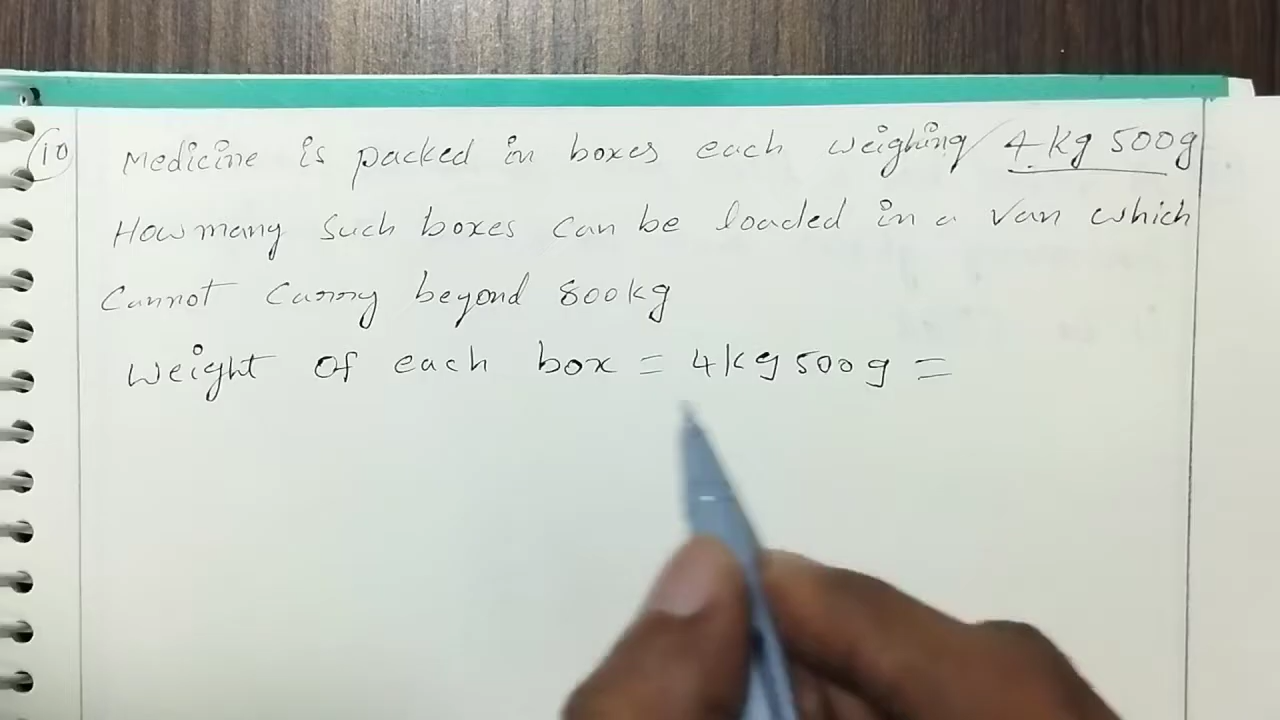 (10) Medicine is packed in boxes each weighing 4 kg 500g
How many such boxes can be loaded in a van which
Cannot Carry beyond 800kg
Weight of each box = 4kg 500g =